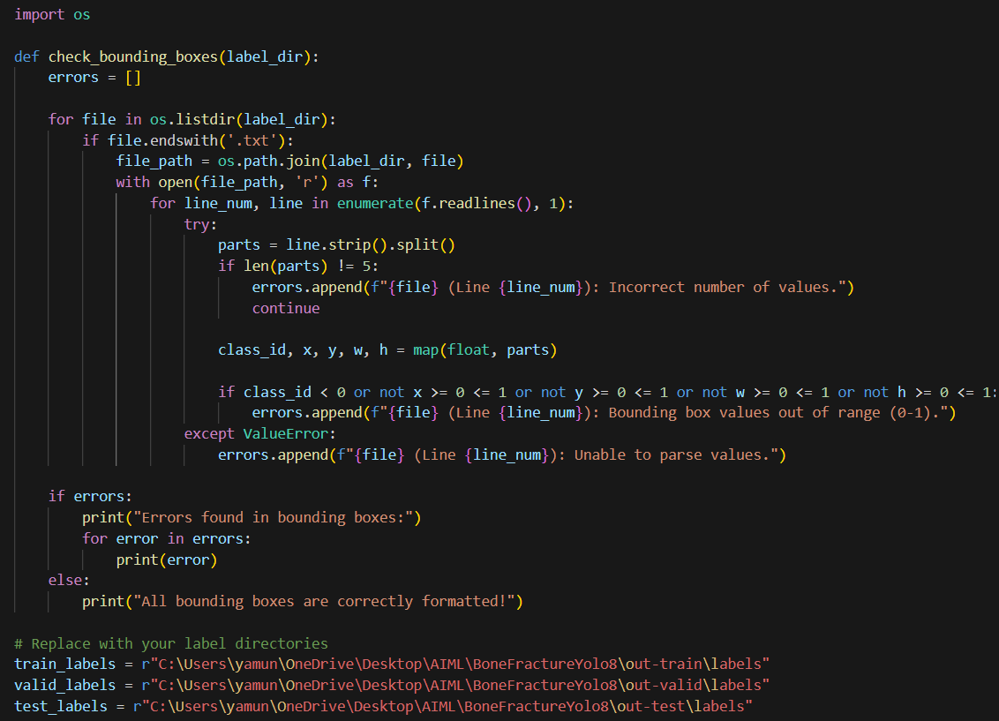 import os
def check_bounding_boxes(label_dir):
    errors = []
    for file in os.listdir(label_dir):
        if file.endswith('.txt'):
            file_path = os.path.join(label_dir, file)
            with open(file_path, 'r') as f:
                for line_num, line in enumerate(f.readlines(), 1):
                    try:
                        parts = line.strip().split()
                        if len(parts) != 5:
                            errors.append(f"{file} (Line {line_num}): Incorrect number of values.")
                            continue
                        class_id, x, y, w, h = map(float, parts)
                        if class_id < 0 or not x >= 0 <= 1 or not y >= 0 <= 1 or not w >= 0 <= 1 or not h >= 0 <= 1:
                            errors.append(f"{file} (Line {line_num}): Bounding box values out of range (0-1).")
                    except ValueError:
                        errors.append(f"{file} (Line {line_num}): Unable to parse values.")
    if errors:
        print("Errors found in bounding boxes:")
        for error in errors:
            print(error)
    else:
        print("All bounding boxes are correctly formatted!")
# Replace with your label directories
train_labels = r"C:\Users\yamun\OneDrive\Desktop\AIML\BoneFractureYolo8\out-train\labels"
valid_labels = r"C:\Users\yamun\OneDrive\Desktop\AIML\BoneFractureYolo8\out-valid\labels"
test_labels = r"C:\Users\yamun\OneDrive\Desktop\AIML\BoneFractureYolo8\out-test\labels"